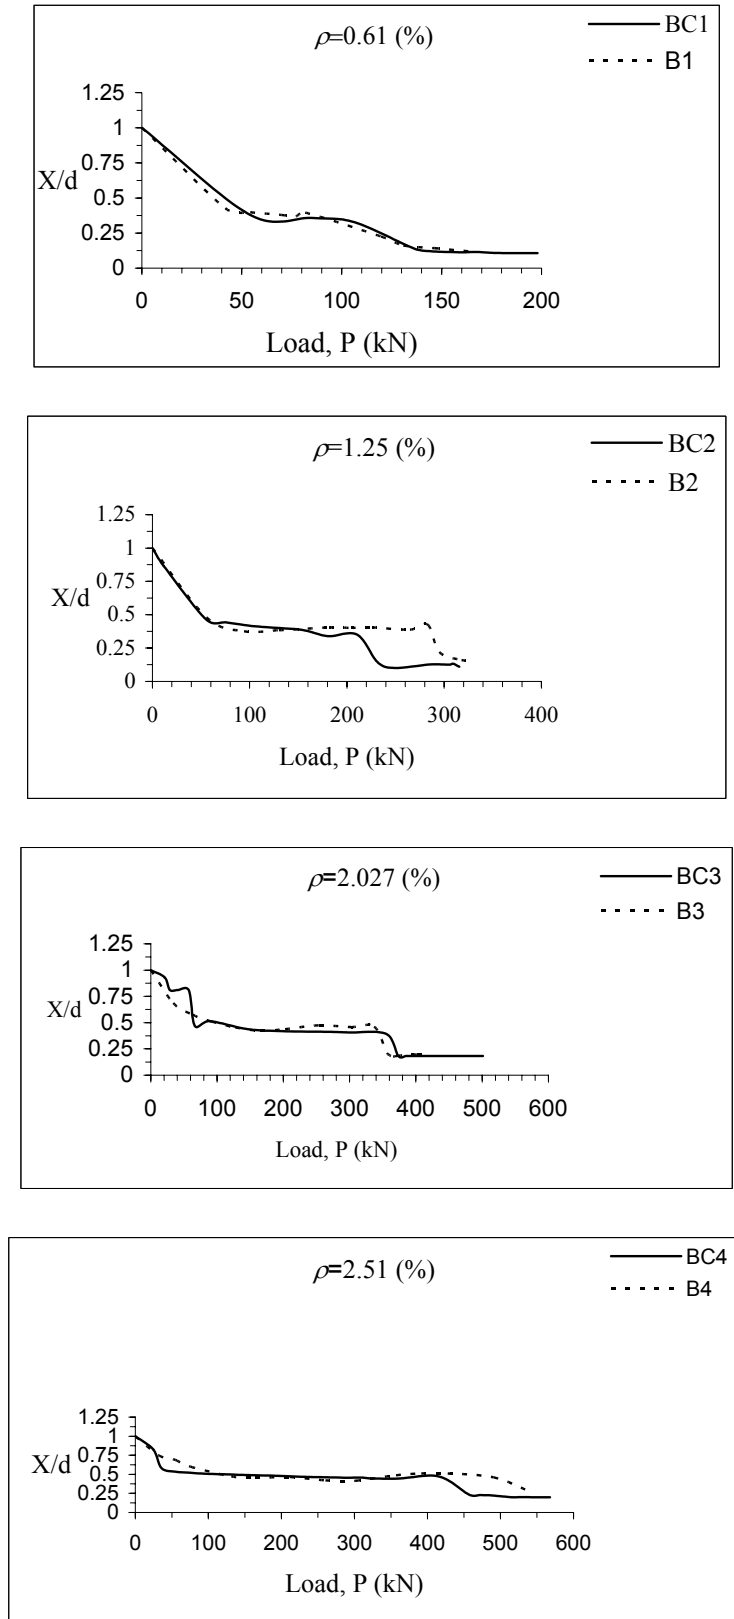 ρ=0.61 (%)
BC1
B1
1.25
1
0.75
0.5
0.25
0
X/d
0 50 100 150 200
Load, P (kN)
ρ=1.25 (%)
BC2
B2
1.25
1
0.75
0.5
0.25
0
X/d
0 100 200 300 400
Load, P (kN)
ρ=2.027 (%)
BC3
B3
1.25
1
0.75
0.5
0.25
0
X/d
0 100 200 300 400 500 600
Load, P (kN)
ρ=2.51 (%)
BC4
B4
1.25
1
0.75
0.5
0.25
0
X/d
0 100 200 300 400 500 600
Load, P (kN)